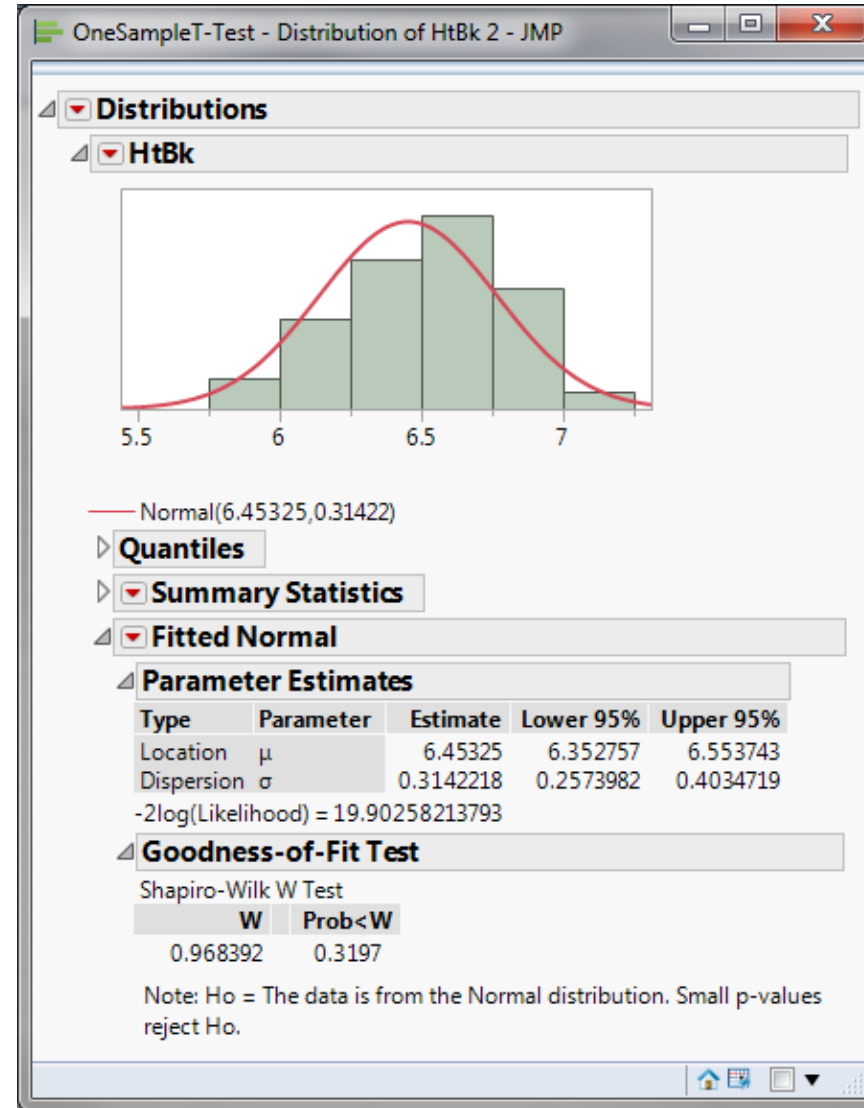 OneSampleT-Test - Distribution of HtBk 2 - JMP
Distributions
HtBk
5.5 6 6.5 7
Normal(6.45325,0.31422)
Quantiles
Summary Statistics
Fitted Normal
Parameter Estimates
Type Parameter Estimate Lower 95% Upper 95%
Location μ 6.45325 6.352757 6.553743
Dispersion σ 0.3142218 0.2573982 0.4034719
-2log(Likelihood) = 19.90258213793
Goodness-of-Fit Test
Shapiro-Wilk W Test
W Prob<W
0.968392 0.3197
Note: Ho = The data is from the Normal distribution. Small p-values
reject Ho.